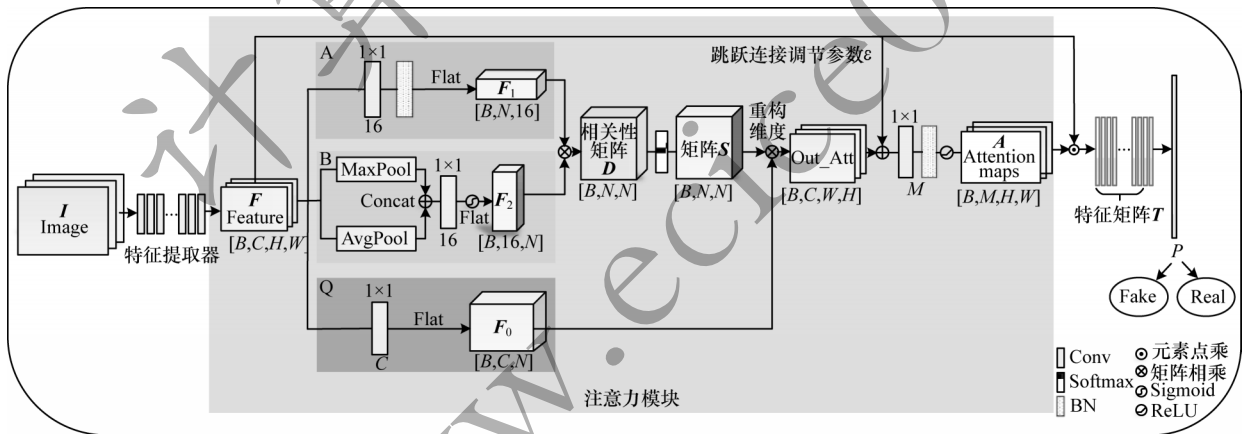 I
Image
特征提取器
F
Feature
[B,C,H,W]
A
1×1
16
Flat
F1
[B,N,16]
B
MaxPool
AvgPool
Concat
1×1
16
Flat
F2
[B,16,N]
Q
1×1
C
Flat
F0
[B,C,N]
相关性
矩阵
D
[B,N,N]
矩阵S
[B,N,N]
重构
维度
Out_Att
[B,C,W,H]
跳跃连接调节参数ε
1×1
M
A
Attention
maps
[B,M,H,W]
特征矩阵T
P
Fake
Real
注意力模块
Conv
Softmax
BN
元素点乘
矩阵相乘
Sigmoid
ReLU